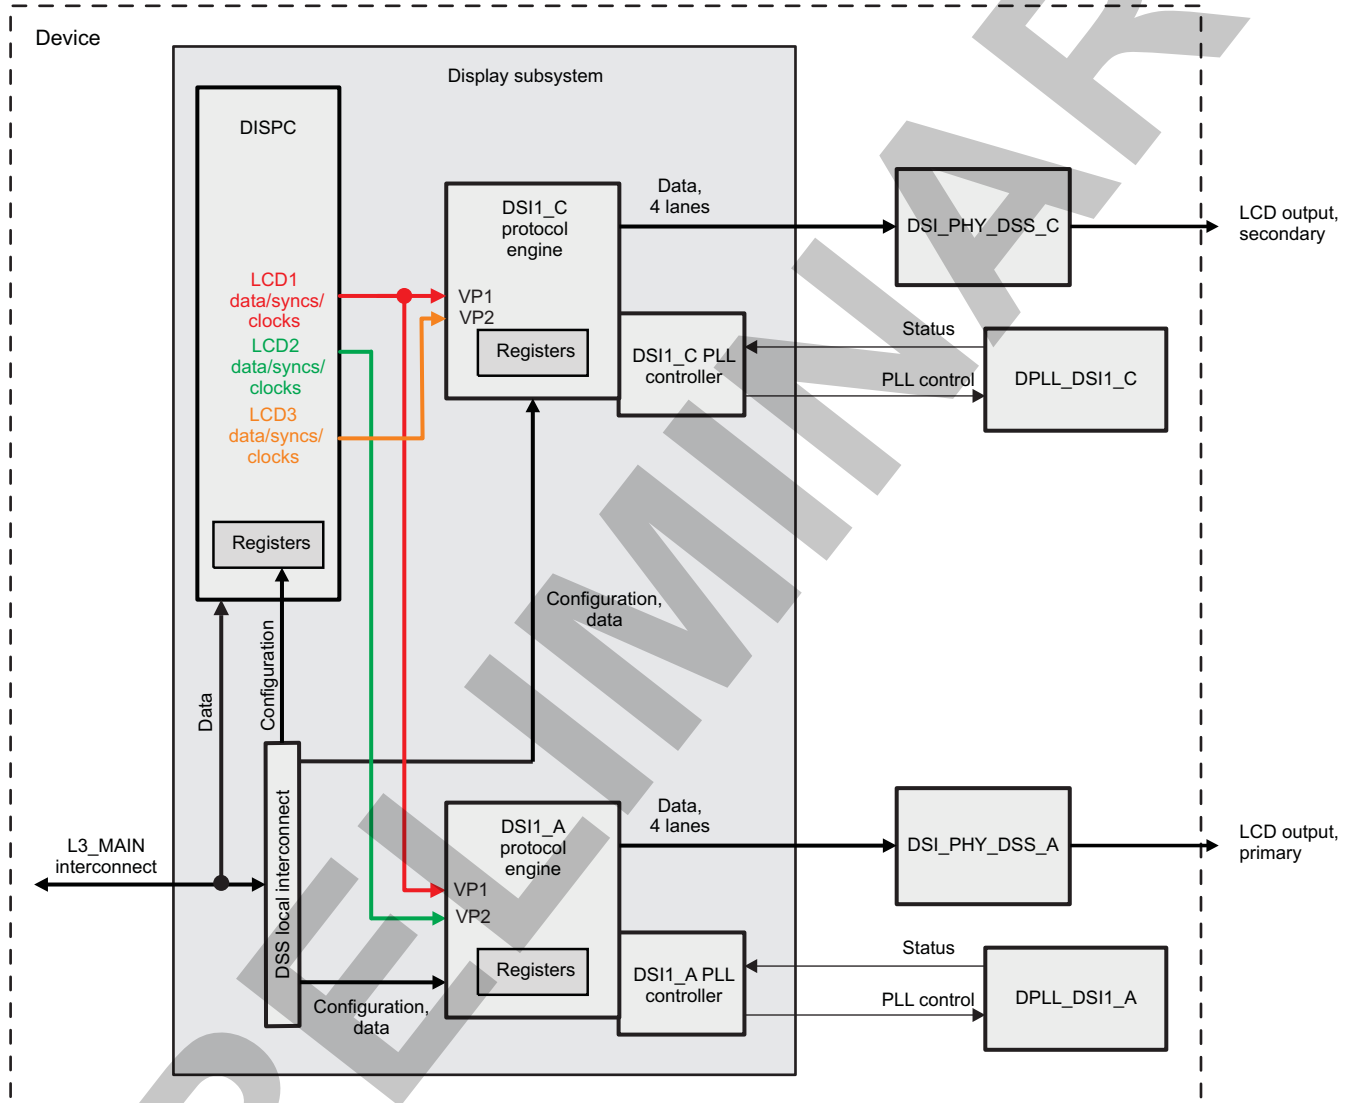 Device
Display subsystem
DISPC
LCD1
data/syncs/
clocks
LCD2
data/syncs/
clocks
LCD3
data/syncs/
clocks
Registers
DSI1_C
protocol
engine
VP1
VP2
Registers
Data,
4 lanes
DSI1_C PLL
controller
DSI_PHY_DSS_C
LCD output,
secondary
Status
PLL control
DPLL_DSI1_C
Configuration,
data
Data
Configuration
L3_MAIN
interconnect
DSS local interconnect
Configuration,
data
DSI1_A
protocol
engine
VP1
VP2
Registers
Data,
4 lanes
DSI1_A PLL
controller
DSI_PHY_DSS_A
LCD output,
primary
Status
PLL control
DPLL_DSI1_A
PRELIMINAR